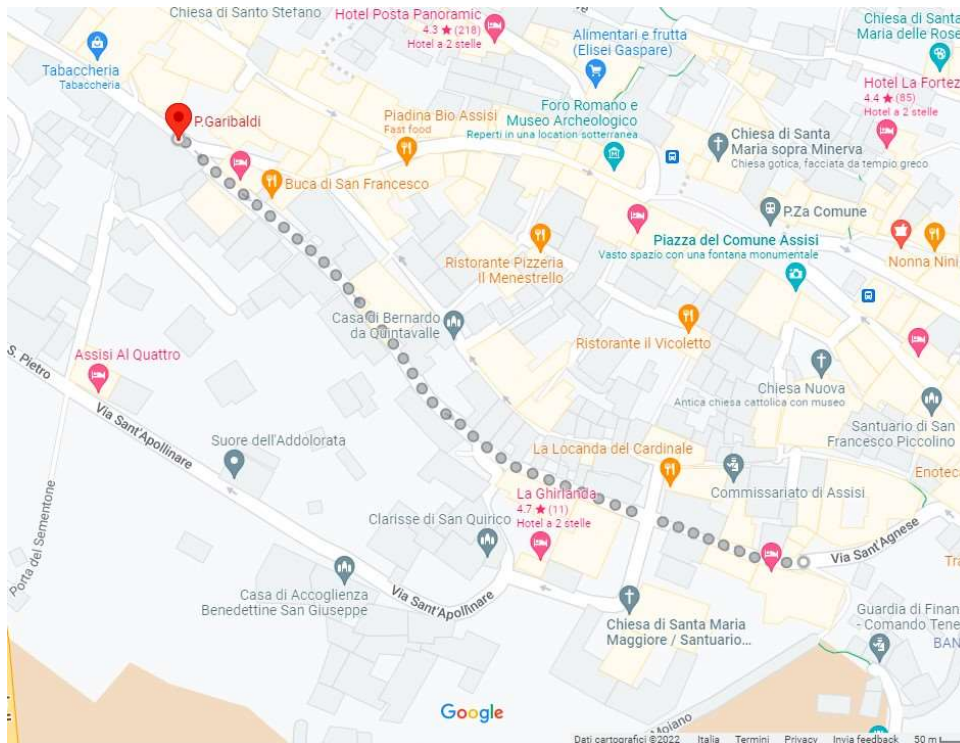 Chiesa di Santo Stefano
Hotel Posta Panoramic
4.3 ★ (218)
Hotel a 2 stelle
Chiesa di Santa
Maria delle Rose
Tabaccheria
Tabaccheria
Alimentari e frutta
(Elisei Gaspare)
Hotel La Fortez
4.4 ★ (85)
Hotel a 2 stelle
P.Garibaldi
Piadina Bio Assisi
Fast food
Foro Romano e
Museo Archeologico
Reperti in una location sotterranea
Chiesa di Santa
Maria sopra Minerva
Chiesa gotica, facciata da tempio greco
Buca di San Francesco
P.Za Comune
Piazza del Comune Assisi
Vasto spazio con una fontana monumentale
Nonna Nini
Ristorante Pizzeria
Il Menestrello
Casa di Bernardo
da Quintavalle
Ristorante il Vicoletto
S. Pietro
Assisi Al Quattro
Chiesa Nuova
Antica chiesa cattolica con museo
Via Sant'Apollinare
Santuario di San
Francesco Piccolino
Suore dell'Addolorata
La Locanda del Cardinale
Enoteca
Commissariato di Assisi
La Ghirlanda
4.7 ★ (11)
Hotel a 2 stelle
Clarisse di San Quirico
Porta del Sementone
Via Sant'Agnese
Tra
Casa di Accoglienza
Benedettine San Giuseppe
Via Sant'Apollinare
Chiesa di Santa Maria
Maggiore / Santuario...
Guardia di Finan
- Comando Tene
BAN
Google
Moiano
Dati cartografici ©2022 Italia Termini Privacy Invia feedback 50 m